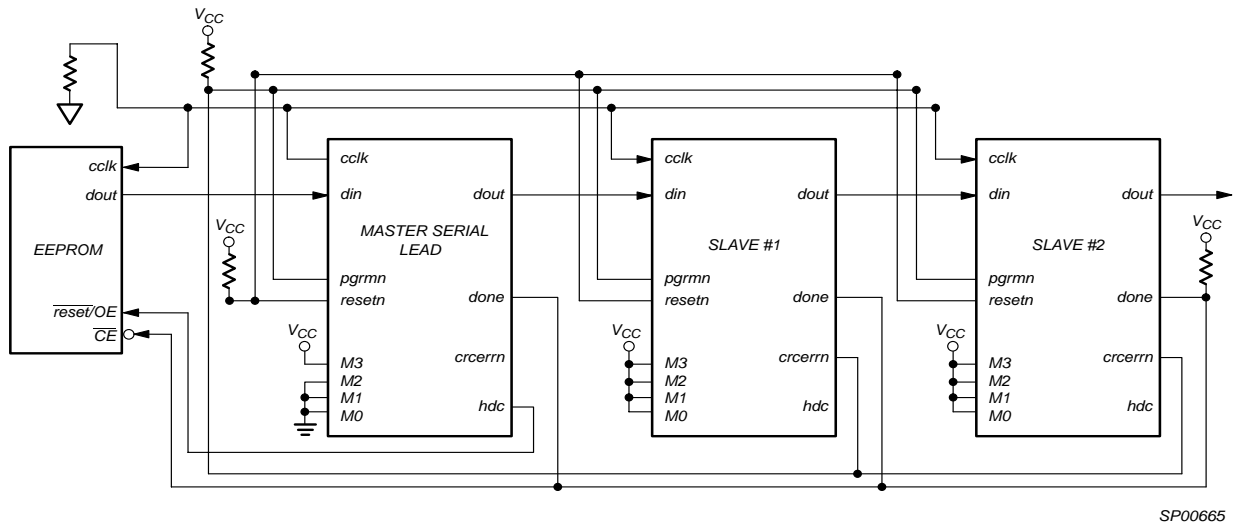 VCC
EEPROM
cclk
dout
reset/OE
CE
VCC
VCC
MASTER SERIAL
LEAD
cclk
din
pgrmn
resetn
M3
M2
M1
M0
dout
done
crcerrn
hdc
VCC
SLAVE #1
cclk
din
pgrmn
resetn
M3
M2
M1
M0
dout
done
crcerrn
hdc
VCC
SLAVE #2
cclk
din
pgrmn
resetn
M3
M2
M1
M0
dout
VCC
done
crcerrn
hdc
SP00665